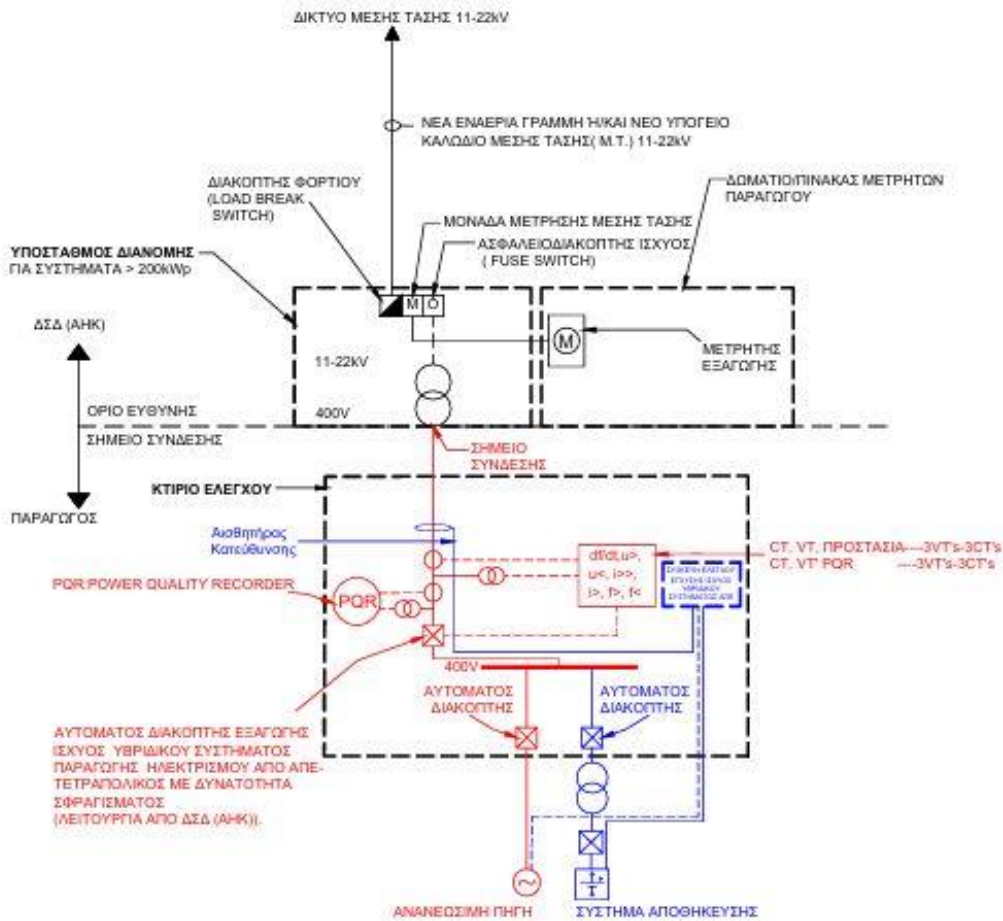 ΔΙΚΤΥΟ ΜΕΣΗΣ ΤΑΣΗΣ 11-22kV
ΝΕΑ ΕΝΑΕΡΙΑ ΓΡΑΜΜΗ Ή/ΚΑΙ ΝΕΟ ΥΠΟΓΕΙΟ
ΚΑΛΩΔΙΟ ΜΕΣΗΣ ΤΑΣΗΣ( Μ.Τ.) 11-22kV
ΔΙΑΚΟΠΤΗΣ ΦΟΡΤΙΟΥ
(LOAD BREAK
SWITCH)
ΔΩΜΑΤΙΟ/ΠΙΝΑΚΑΣ ΜΕΤΡΗΤΩΝ
ΠΑΡΑΓΩΓΟΥ
ΜΟΝΑΔΑ ΜΕΤΡΗΣΗΣ ΜΕΣΗΣ ΤΑΣΗΣ
ΑΣΦΑΛΕΙΟΔΙΑΚΟΠΤΗΣ ΙΣΧΥΟΣ
( FUSE SWITCH)
ΥΠΟΣΤΑΘΜΟΣ ΔΙΑΝΟΜΗΣ
ΓΙΑ ΣΥΣΤΗΜΑΤΑ > 200kWp
M O
ΔΣΔ (ΑΗΚ)
M
ΜΕΤΡΗΤΗΣ
ΕΞΑΓΩΓΗΣ
11-22kV
400V
ΟΡΙΟ ΕΥΘΥΝΗΣ
ΣΗΜΕΙΟ ΣΥΝΔΕΣΗΣ
ΣΗΜΕΙΟ
ΣΥΝΔΕΣΗΣ
ΚΤΙΡΙΟ ΕΛΕΓΧΟΥ
ΠΑΡΑΓΩΓΟΣ
Αισθητήρας
Κατεύθυνσης
df/dt,u>,
u<, i>>,
i>, f>, f<
CT, VT, ΠΡΟΣΤΑΣΙΑ----3VT's-3CT's
CT, VT' PQR ----3VT's-3CT's
PQR:POWER QUALITY RECORDER
PQR
400V
ΑΥΤΟΜΑΤΟΣ
ΔΙΑΚΟΠΤΗΣ
ΑΥΤΟΜΑΤΟΣ
ΔΙΑΚΟΠΤΗΣ
ΑΥΤΟΜΑΤΟΣ ΔΙΑΚΟΠΤΗΣ ΕΞΑΓΩΓΗΣ
ΙΣΧΥΟΣ ΥΒΡΙΔΙΚΟΥ ΣΥΣΤΗΜΑΤΟΣ
ΠΑΡΑΓΩΓΗΣ ΗΛΕΚΤΡΙΣΜΟΥ ΑΠΟ ΑΠΕ-
ΤΕΤΡΑΠΟΛΙΚΟΣ ΜΕ ΔΥΝΑΤΟΤΗΤΑ
ΣΦΡΑΓΙΣΜΑΤΟΣ
(ΛΕΙΤΟΥΡΓΙΑ ΑΠΟ ΔΣΔ (ΑΗΚ)).
ΑΝΑΝΕΩΣΙΜΗ ΠΗΓΗ
ΣΥΣΤΗΜΑ ΑΠΟΘΗΚΕΥΣΗΣ